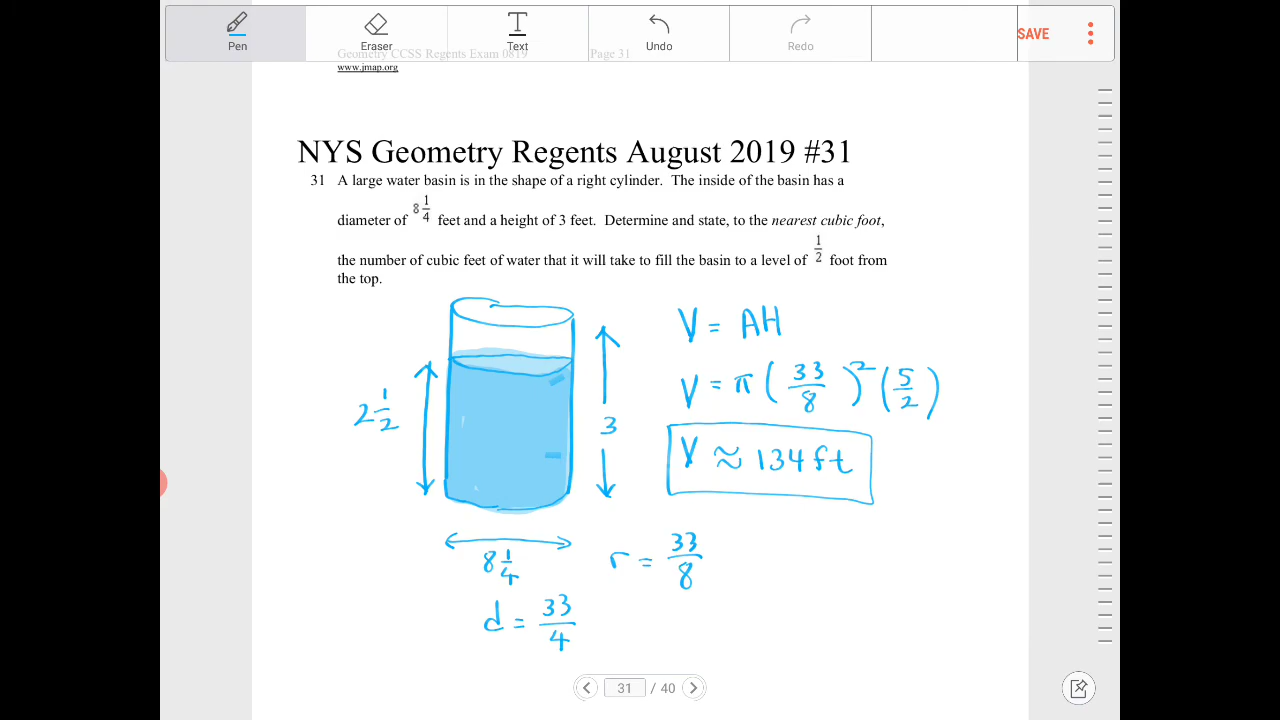 Pen Eraser Text Undo Redo SAVE
Geometry CCSS Regents Exam 0819 Page 31
www.jmap.org
NYS Geometry Regents August 2019 #31
31 A large water basin is in the shape of a right cylinder. The inside of the basin has a
diameter of 8 1/4 feet and a height of 3 feet. Determine and state, to the nearest cubic foot,
the number of cubic feet of water that it will take to fill the basin to a level of 1/2 foot from
the top.
V = AH
V = π (33/8)² (5/2)
2 1/2
3
V ≈ 134 ft
8 1/4
r = 33/8
d = 33/4
31 / 40